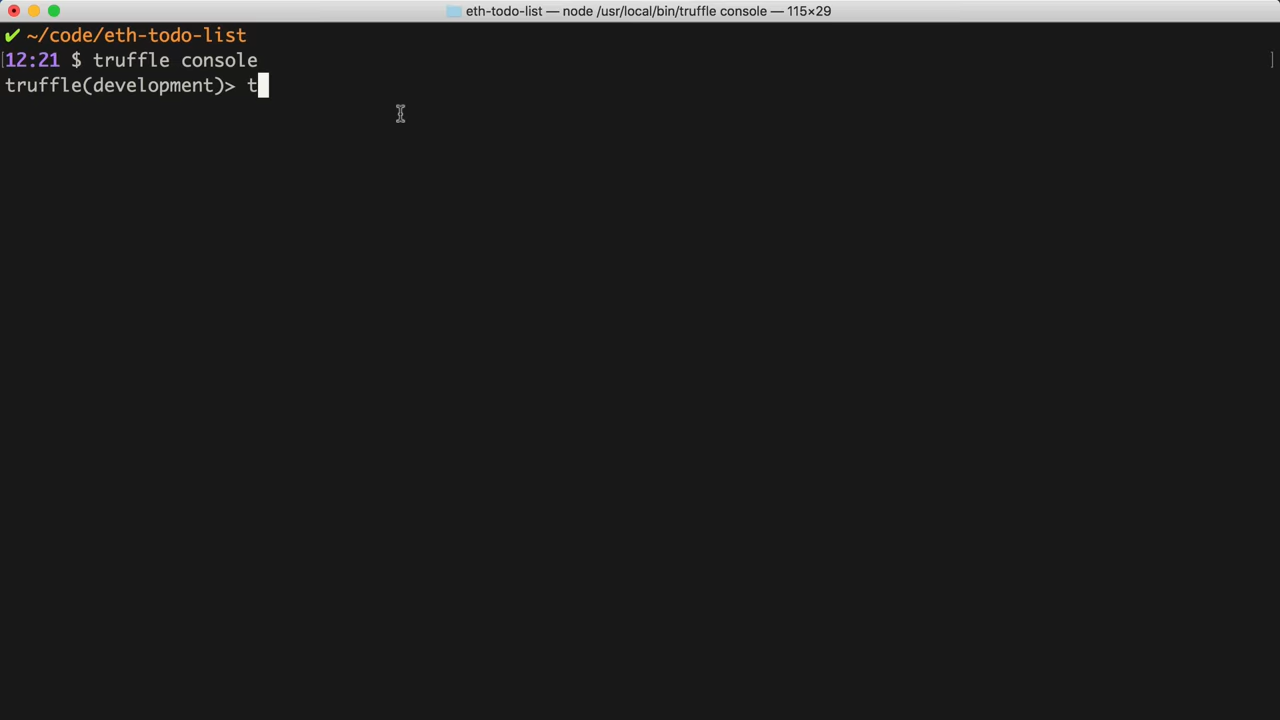 eth-todo-list — node /usr/local/bin/truffle console — 115×29
✔ ~/code/eth-todo-list
[12:21 $ truffle console ]
truffle(development)> t